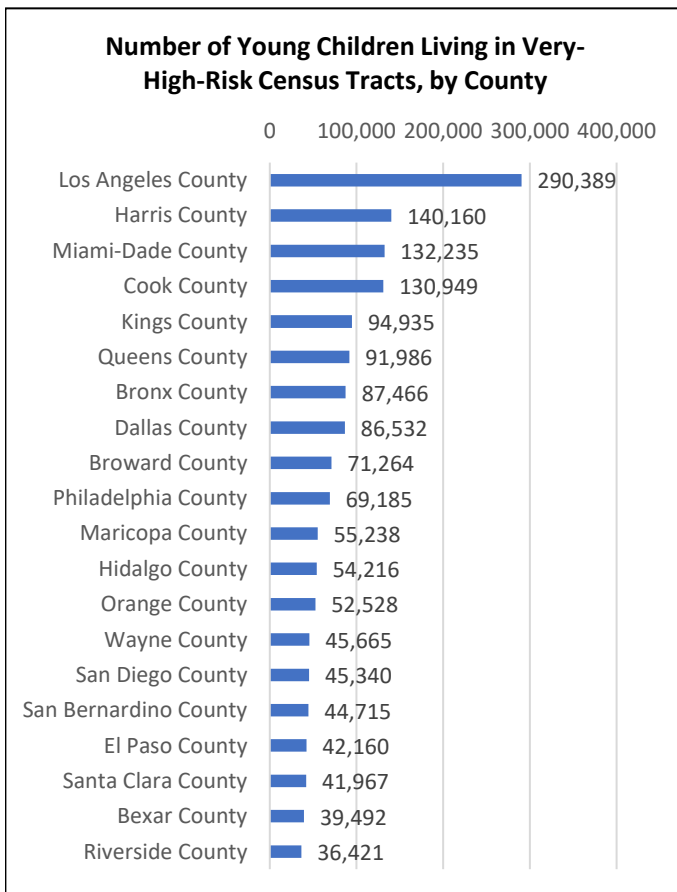 Number of Young Children Living in Very-
High-Risk Census Tracts, by County
0 100,000 200,000 300,000 400,000
Los Angeles County 290,389
Harris County 140,160
Miami-Dade County 132,235
Cook County 130,949
Kings County 94,935
Queens County 91,986
Bronx County 87,466
Dallas County 86,532
Broward County 71,264
Philadelphia County 69,185
Maricopa County 55,238
Hidalgo County 54,216
Orange County 52,528
Wayne County 45,665
San Diego County 45,340
San Bernardino County 44,715
El Paso County 42,160
Santa Clara County 41,967
Bexar County 39,492
Riverside County 36,421